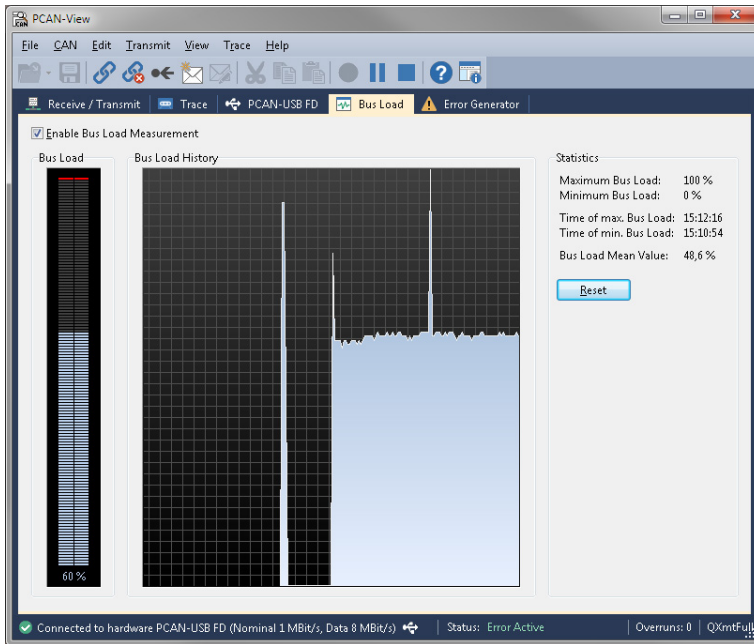 PCAN-View
File CAN Edit Transmit View Trace Help
Receive / Transmit Trace PCAN-USB FD Bus Load Error Generator
Enable Bus Load Measurement
Bus Load
60 %
Bus Load History
Statistics
Maximum Bus Load: 100 %
Minimum Bus Load: 0 %
Time of max. Bus Load: 15:12:16
Time of min. Bus Load: 15:10:54
Bus Load Mean Value: 48,6 %
Reset
Connected to hardware PCAN-USB FD (Nominal 1 MBit/s, Data 8 MBit/s) Status: Error Active Overruns: 0 QXmtFull